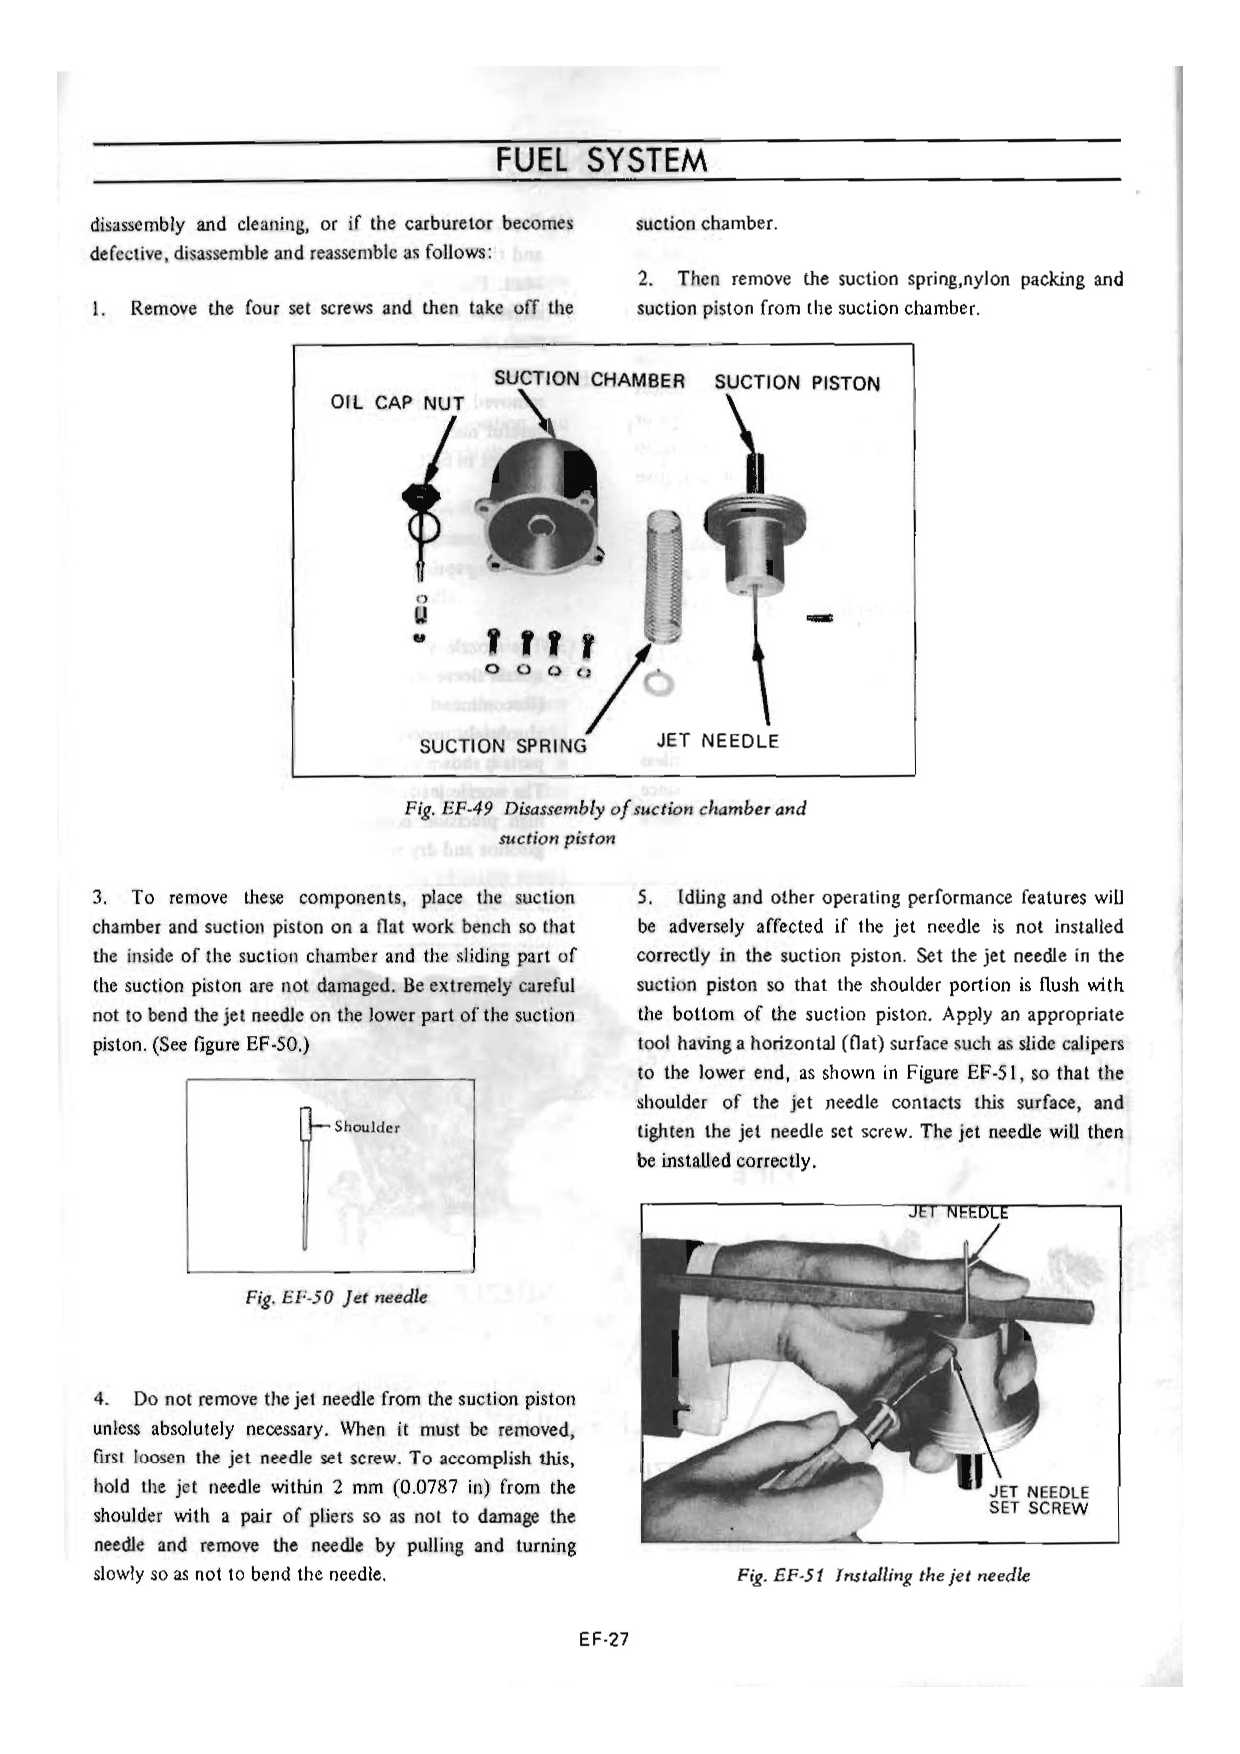 FUEL SYSTEM
disassembly and cleaning, or if the carburetor becomes
defective, disassemble and reassemble as follows:
1. Remove the four set screws and then take off the
suction chamber.
2. Then remove the suction spring,nylon packing and
suction piston from the suction chamber.
SUCTION CHAMBER
SUCTION PISTON
OIL CAP NUT
SUCTION SPRING
JET NEEDLE
Fig. EF-49 Disassembly of suction chamber and
suction piston
3. To remove these components, place the suction
chamber and suction piston on a flat work bench so that
the inside of the suction chamber and the sliding part of
the suction piston are not damaged. Be extremely careful
not to bend the jet needle on the lower part of the suction
piston. (See figure EF-50.)
Shoulder
Fig. EF-50 Jet needle
4. Do not remove the jet needle from the suction piston
unless absolutely necessary. When it must be removed,
first loosen the jet needle set screw. To accomplish this,
hold the jet needle within 2 mm (0.0787 in) from the
shoulder with a pair of pliers so as not to damage the
needle and remove the needle by pulling and turning
slowly so as not to bend the needle.
5. Idling and other operating performance features will
be adversely affected if the jet needle is not installed
correctly in the suction piston. Set the jet needle in the
suction piston so that the shoulder portion is flush with
the bottom of the suction piston. Apply an appropriate
tool having a horizontal (flat) surface such as slide calipers
to the lower end, as shown in Figure EF-51, so that the
shoulder of the jet needle contacts this surface, and
tighten the jet needle set screw. The jet needle will then
be installed correctly.
JET NEEDLE
JET NEEDLE
SET SCREW
Fig. EF-51 Installing the jet needle
EF-27